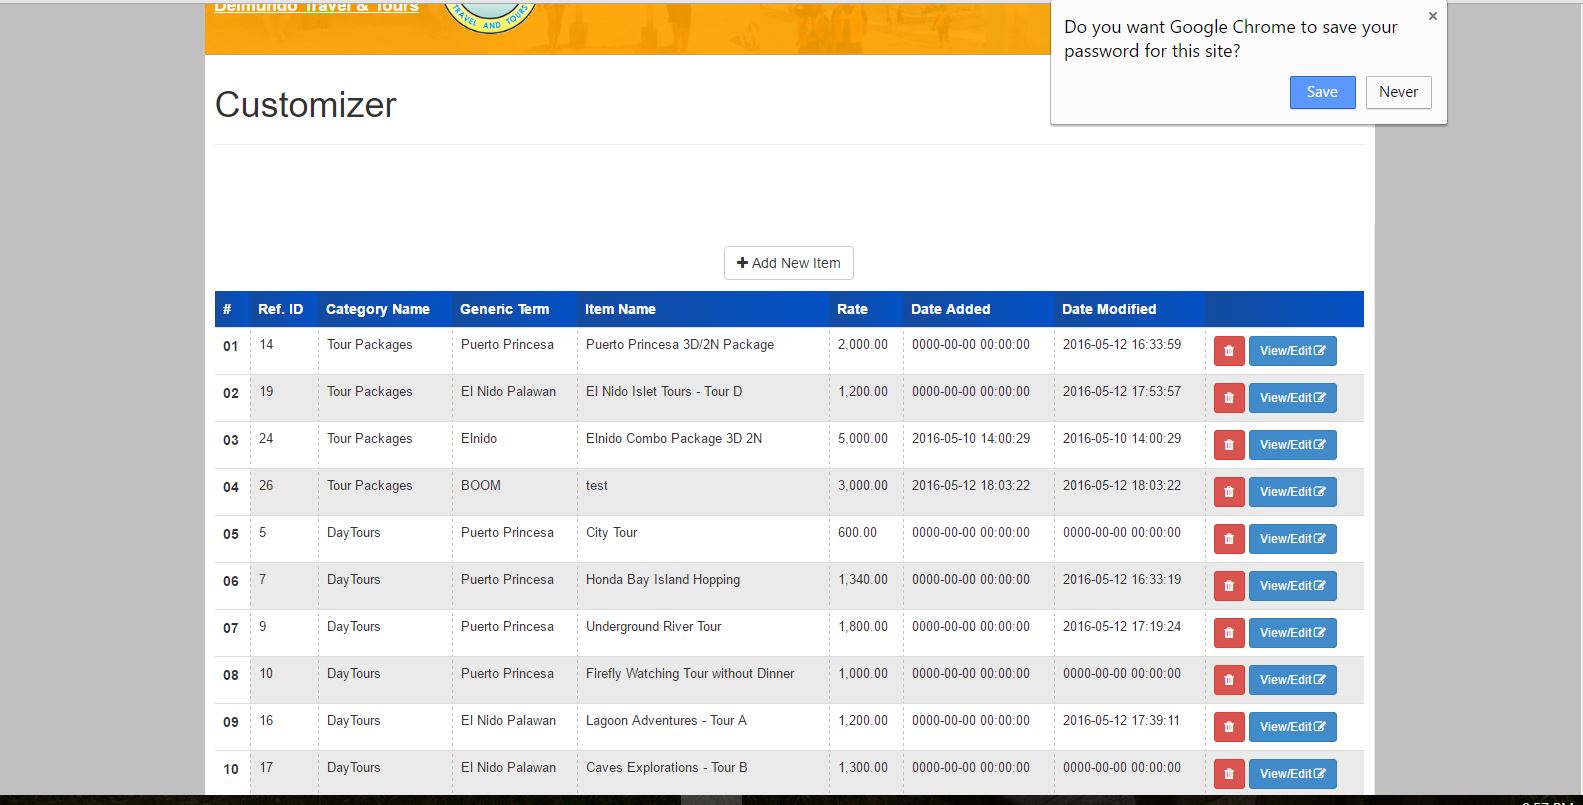 Delmundo Travel & Tours
TRAVEL AND TOURS
Do you want Google Chrome to save your
password for this site?
Save Never
Customizer
Add New Item
# Ref. ID Category Name Generic Term Item Name Rate Date Added Date Modified
01 14 Tour Packages Puerto Princesa Puerto Princesa 3D/2N Package 2,000.00 0000-00-00 00:00:00 2016-05-12 16:33:59 View/Edit
02 19 Tour Packages El Nido Palawan El Nido Islet Tours - Tour D 1,200.00 0000-00-00 00:00:00 2016-05-12 17:53:57 View/Edit
03 24 Tour Packages Elnido Elnido Combo Package 3D 2N 5,000.00 2016-05-10 14:00:29 2016-05-10 14:00:29 View/Edit
04 26 Tour Packages BOOM test 3,000.00 2016-05-12 18:03:22 2016-05-12 18:03:22 View/Edit
05 5 DayTours Puerto Princesa City Tour 600.00 0000-00-00 00:00:00 0000-00-00 00:00:00 View/Edit
06 7 DayTours Puerto Princesa Honda Bay Island Hopping 1,340.00 0000-00-00 00:00:00 2016-05-12 16:33:19 View/Edit
07 9 DayTours Puerto Princesa Underground River Tour 1,800.00 0000-00-00 00:00:00 2016-05-12 17:19:24 View/Edit
08 10 DayTours Puerto Princesa Firefly Watching Tour without Dinner 1,000.00 0000-00-00 00:00:00 0000-00-00 00:00:00 View/Edit
09 16 DayTours El Nido Palawan Lagoon Adventures - Tour A 1,200.00 0000-00-00 00:00:00 2016-05-12 17:39:11 View/Edit
10 17 DayTours El Nido Palawan Caves Explorations - Tour B 1,300.00 0000-00-00 00:00:00 0000-00-00 00:00:00 View/Edit